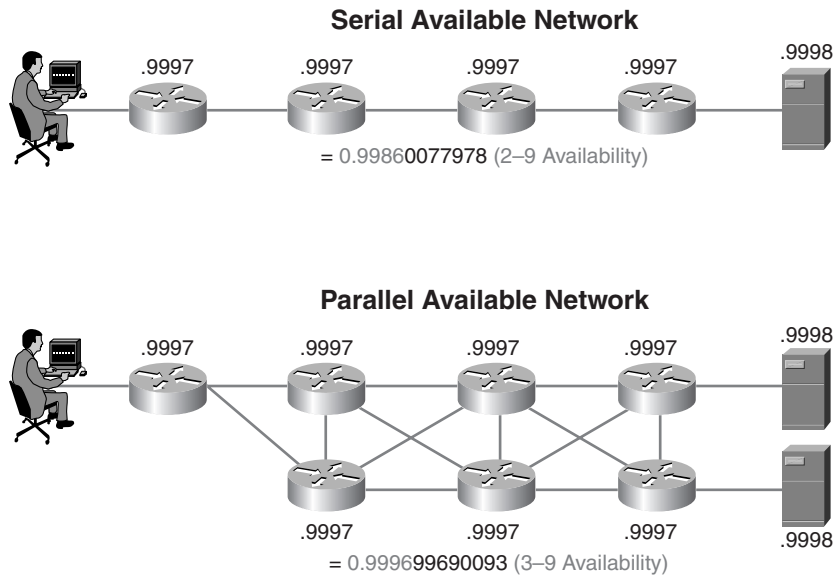 Serial Available Network
.9997 .9997 .9997 .9997 .9998
= 0.99860077978 (2–9 Availability)
Parallel Available Network
.9997 .9997 .9997 .9997 .9998
.9997 .9997 .9997 .9998
= 0.999699690093 (3–9 Availability)